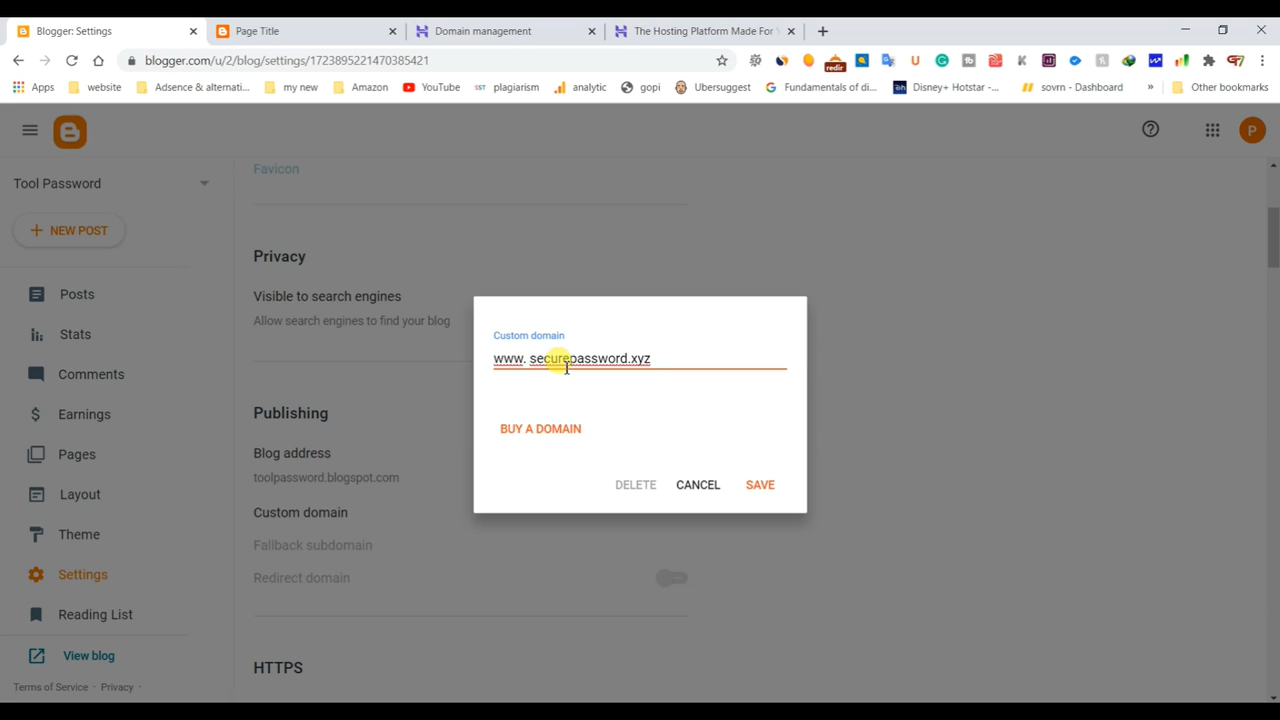 Blogger: Settings
Page Title
Domain management
The Hosting Platform Made For Y
blogger.com/u/2/blog/settings/1723895221470385421
Apps
website
Adsence & alternati...
my new
Amazon
YouTube
SST plagiarism
analytic
gopi
Ubersuggest
Fundamentals of di...
Disney+ Hotstar -...
sovrn - Dashboard
»
Other bookmarks
P
Favicon
Tool Password
+ NEW POST
Privacy
Visible to search engines
Allow search engines to find your blog
Posts
Stats
Comments
Earnings
Pages
Layout
Theme
Settings
Reading List
View blog
Terms of Service · Privacy ·
Custom domain
www. securepassword.xyz
BUY A DOMAIN
DELETE
CANCEL
SAVE
Publishing
Blog address
toolpassword.blogspot.com
Custom domain
Fallback subdomain
Redirect domain
HTTPS